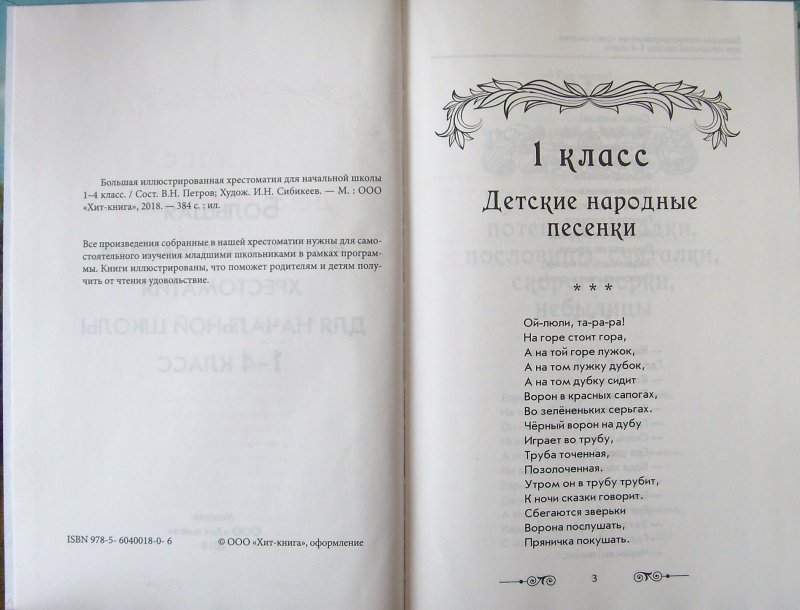 Большая иллюстрированная хрестоматия для начальной школы
1–4 класс. / Сост. В.Н. Петров; Худож. И.Н. Сибикеев. — М. : ООО
«Хит-книга», 2018. — 384 с. : ил.
Все произведения собранные в нашей хрестоматии нужны для само-
стоятельного изучения младшими школьниками в рамках програм-
мы. Книги иллюстрированы, что поможет родителям и детям полу-
чить от чтения удовольствие.
ISBN 978-5- 6040018-0- 6
© ООО «Хит-книга», оформление
1 класс
Детские народные
песенки
* * *
Ой-люли, та-ра-ра!
На горе стоит гора,
А на той горе лужок,
А на том лужку дубок,
А на том дубку сидит
Ворон в красных сапогах,
Во зелёненьких серьгах.
Чёрный ворон на дубу
Играет во трубу,
Труба точенная,
Позолоченная.
Утром он в трубу трубит,
К ночи сказки говорит.
Сбегаются зверьки
Ворона послушать,
Пряничка покушать.
3